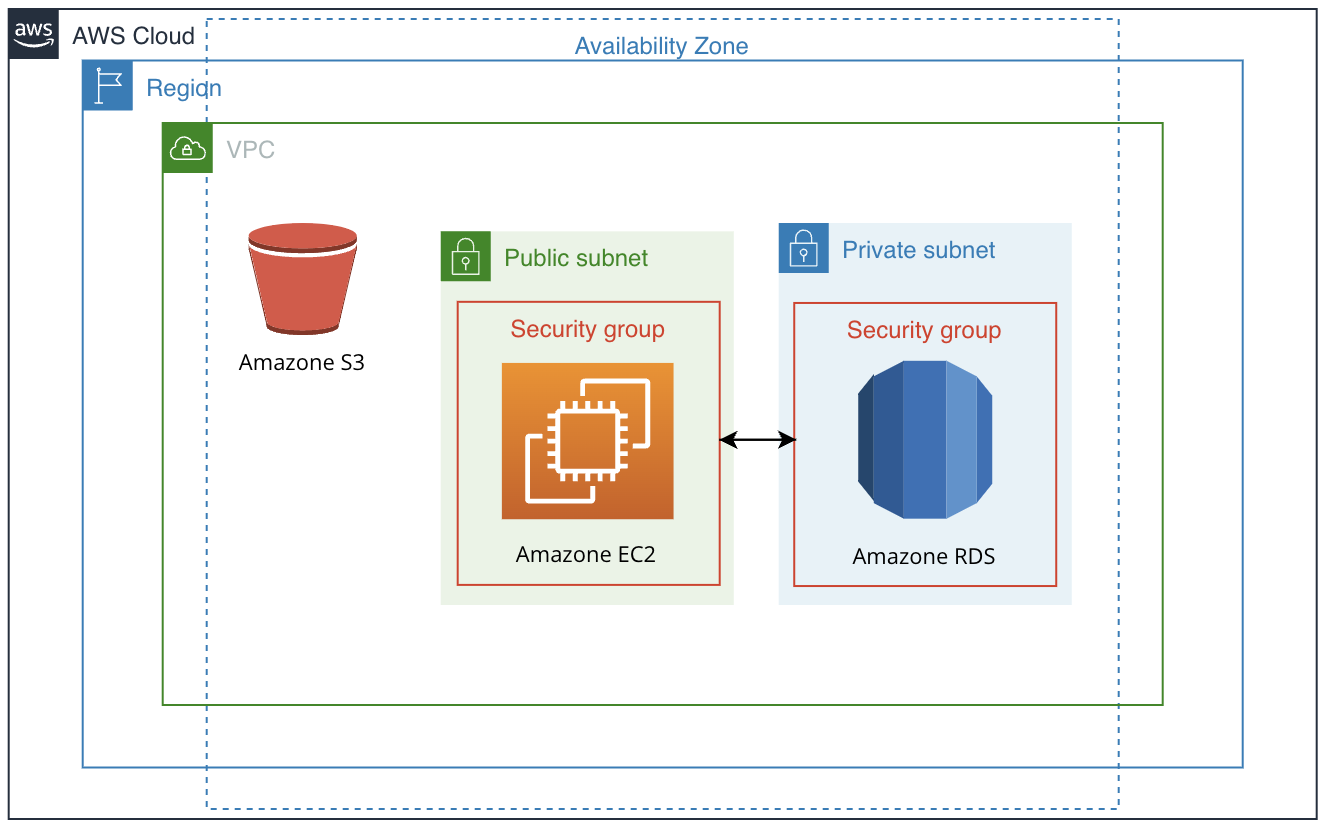 aws
AWS Cloud
Availability Zone
Region
VPC
Public subnet
Private subnet
Security group
Security group
Amazone S3
Amazone EC2
Amazone RDS